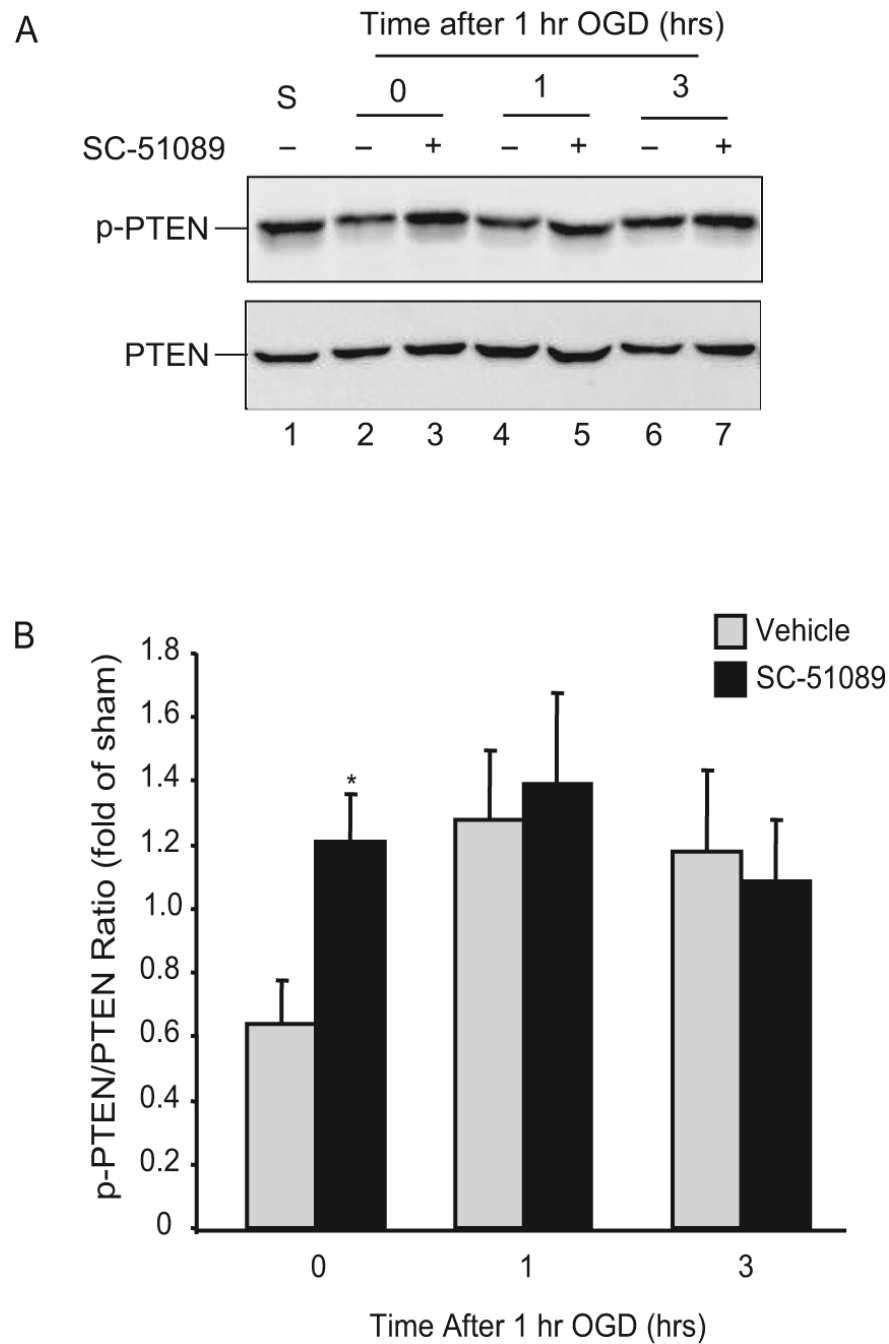 A
Time after 1 hr OGD (hrs)
S 0 1 3
SC-51089 – – + – + – +
p-PTEN
PTEN
1 2 3 4 5 6 7
B
Vehicle
SC-51089
p-PTEN/PTEN Ratio (fold of sham)
1.8
1.6
1.4
1.2
1.0
0.8
0.6
0.4
0.2
0
*
0 1 3
Time After 1 hr OGD (hrs)